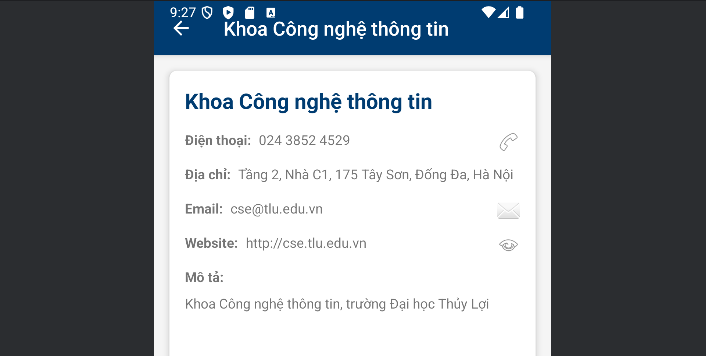 9:27
Khoa Công nghệ thông tin
Khoa Công nghệ thông tin
Điện thoại: 024 3852 4529
Địa chỉ: Tầng 2, Nhà C1, 175 Tây Sơn, Đống Đa, Hà Nội
Email: cse@tlu.edu.vn
Website: http://cse.tlu.edu.vn
Mô tả:
Khoa Công nghệ thông tin, trường Đại học Thủy Lợi